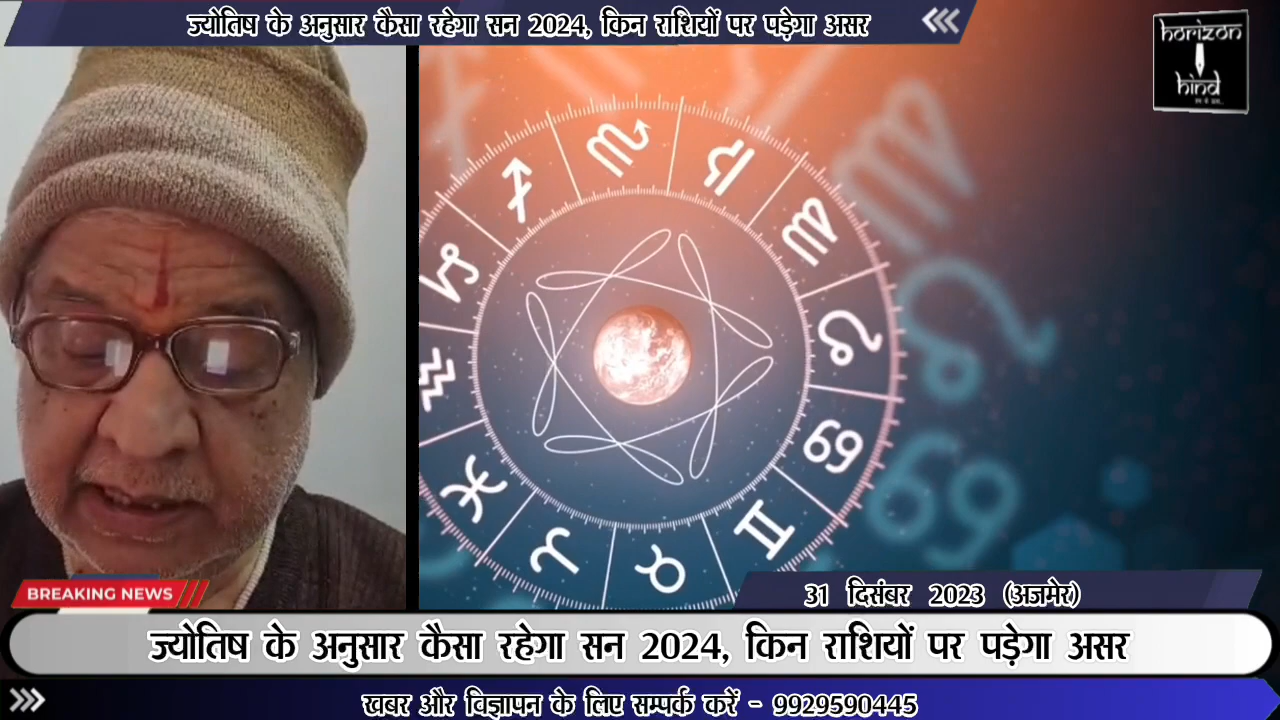 ज्योतिष के अनुसार कैसा रहेगा सन 2024, किन राशियों पर पड़ेगा असर
horizon
hind
BREAKING NEWS
31 दिसंबर 2023 (अजमेर)
ज्योतिष के अनुसार कैसा रहेगा सन 2024, किन राशियों पर पड़ेगा असर
खबर और विज्ञापन के लिए सम्पर्क करें - 9929590445